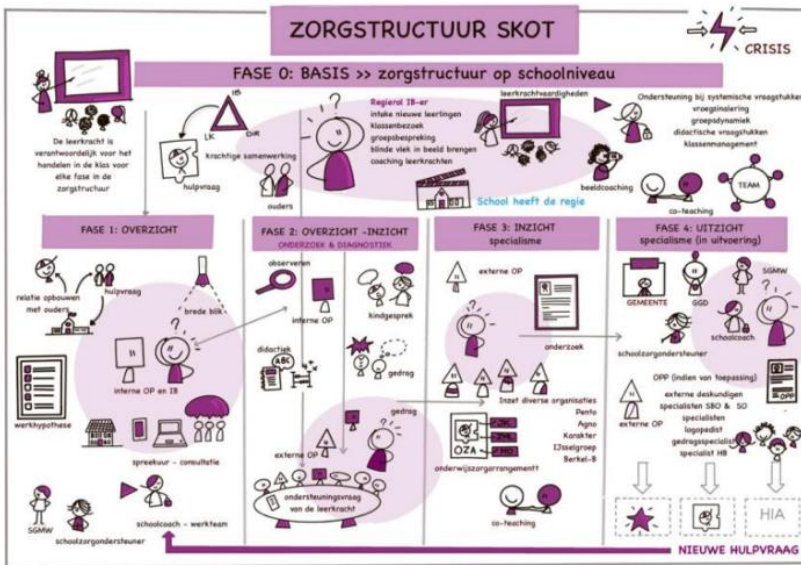 ZORGSTRUCTUUR SKOT
CRISIS
FASE 0: BASIS >> zorgstructuur op schoolniveau
De leerkracht is
verantwoordelijk voor het
handelen in de klas voor
elke fase in de
zorgstructuur
IB
LK
DIR
hulpvraag
krachtige samenwerking
ouders
Regierol IB-er
intake nieuwe leerlingen
klassenbezoek
groepsbespreking
blinde vlek in beeld brengen
coaching leerkrachten
leerkrachtvaardigheden
School heeft de regie
Ondersteuning bij systemische vraagstukken
vroegsinalering
groepsdynamiek
didactische vraagstukken
klassenmanagement
beeldcoaching
TEAM
co-teaching
FASE 1: OVERZICHT
relatie opbouwen
met ouders
hulpvraag
brede blik
interne OP en IB
werkhypothese
spreekuur - consultatie
SGMW
schoolzorgondersteuner
schoolcoach - werkteam
FASE 2: OVERZICHT -INZICHT
ONDERZOEK & DIAGNOSTIEK
observeren
interne OP
kindgesprek
didactiek
ABC
gedrag
gedrag
externe OP
ondersteuningsvraag
van de leerkracht
FASE 3: INZICHT
specialisme
externe OP
onderzoek
Inzet diverse organisaties
Pento
Agno
Karakter
IJsselgroep
Berkel-B
OZA
onderwijszorgarrangementt
co-teaching
FASE 4: UITZICHT
specialisme (in uitvoering)
GEMEENTE
GGD
SGMW
schoolcoach
schoolzorgondersteuner
OPP (indien van toepassing)
externe deskundigen
specialisten SBO & SO
specialisten
logopedist
gedragsspecialist
specialist HB
externe OP
OPP
HIA
NIEUWE HULPVRAAG